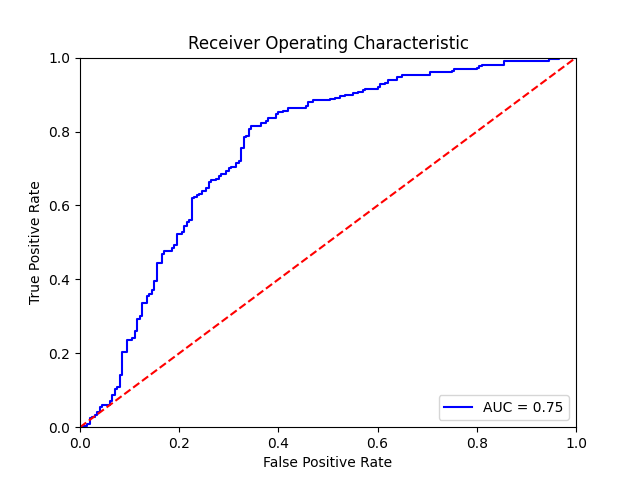 Receiver Operating Characteristic
1.0
0.8
0.6
0.4
0.2
0.0
True Positive Rate
0.0 0.2 0.4 0.6 0.8 1.0
False Positive Rate
AUC = 0.75